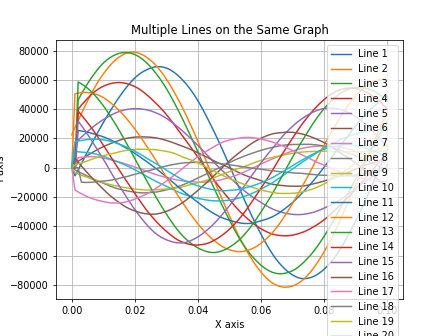 Multiple Lines on the Same Graph
80000
60000
40000
20000
0
−20000
−40000
−60000
−80000
0.00
0.02
0.04
0.06
X axis
Line 1
Line 2
Line 3
Line 4
Line 5
Line 6
Line 7
Line 8
Line 9
Line 10
Line 11
Line 12
Line 13
Line 14
Line 15
Line 16
Line 17
Line 18
Line 19